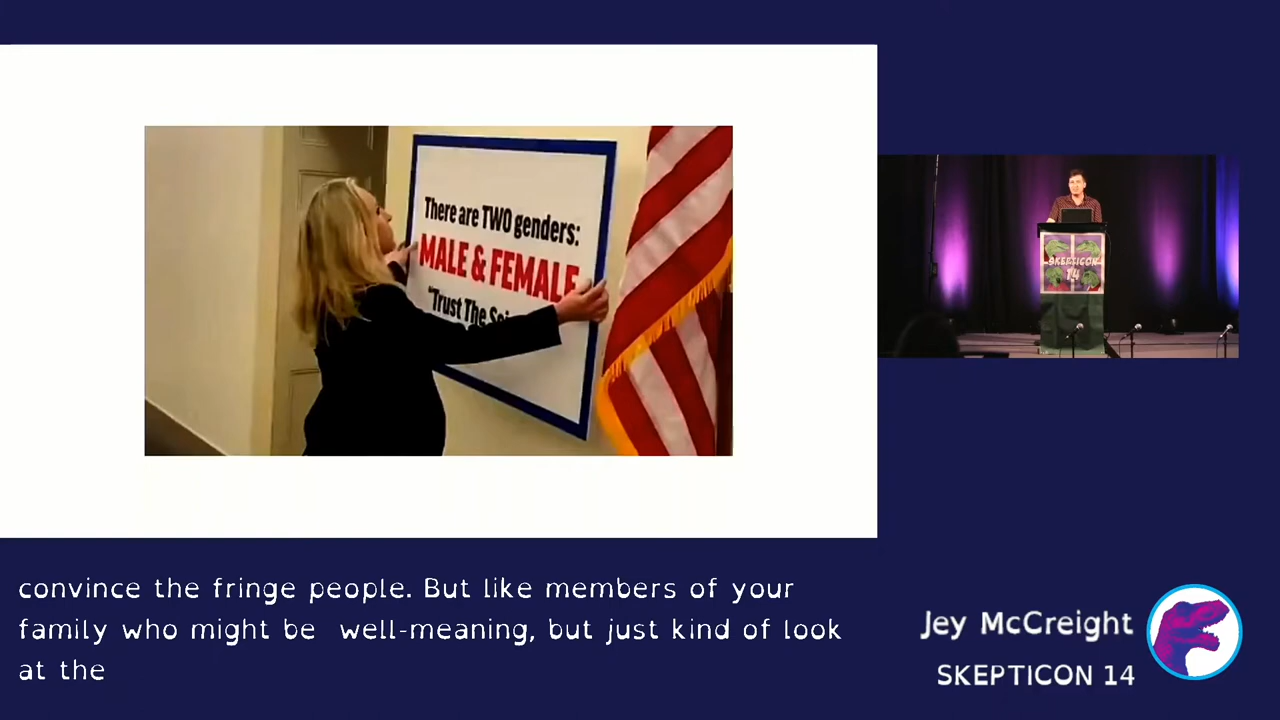 There are TWO genders:
MALE & FEMALE
"Trust The
SKEPTICON
14
convince the fringe people. But like members of your
family who might be well-meaning, but just kind of look
at the
Jey McCreight
SKEPTICON 14